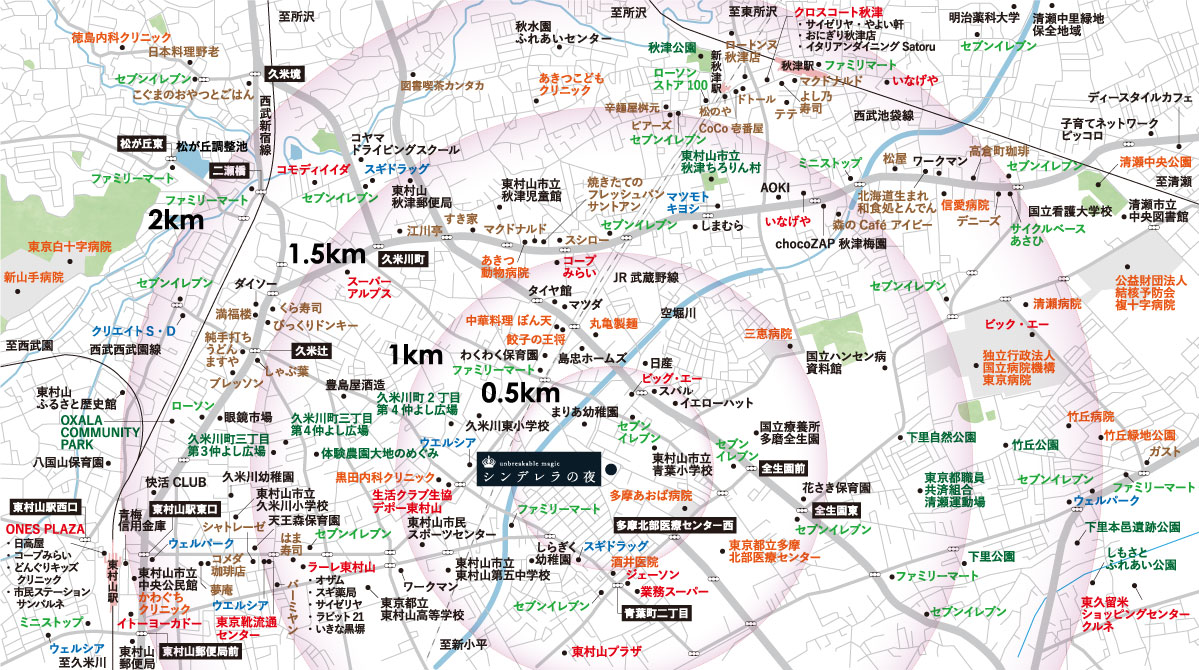 至所沢
至所沢
至東所沢
クロスコート秋津
・サイゼリヤ・やよい軒
おにぎり秋津店
・イタリアンダイニング Satoru
明治薬科大学
清瀬中里緑地
保全地域
徳島内科クリニック
日本料理野老
秋水園
ふれあいセンター
秋津公園
ロードンヌ
秋津店
セブンイレブン
セブンイレブン
こぐまのおやつとごはん
久米境
図書喫茶カンタカ
あきつこども
クリニック
ローソン
ストア100
新秋津駅
秋津駅
ファミリーマート
マクドナルド
いなげや
ドトール
よし乃
寿司
テテ
西武池袋線
ディースタイルカフェ
西武新宿線
辛麺屋桝元
松のや
ピアーズ
CoCo 壱番屋
セブンイレブン
子育てネットワーク
ピッコロ
松が丘東
松が丘調整池
コヤマ
ドライビングスクール
東村山市立
秋津ちろりん村
ミニストップ
松屋
ワークマン
高倉町珈琲
セブンイレブン
清瀬中央公園
二瀬橋
コモディイイダ
スギドラッグ
ファミリーマート
至清瀬
ファミリーマート
セブンイレブン
東村山
秋津郵便局
東村山市立
秋津児童館
焼きたての
フレッシュパン
サントアン
マツモト
キヨシ
AOKI
北海道生まれ
和食処とんでん
信愛病院
デニーズ
国立看護大学校
清瀬市立
中央図書館
2km
江川亭
すき家
マクドナルド
セブンイレブン
しまむら
いなげや
森の Café アイビー
サイクルベース
あさひ
東京白十字病院
1.5km
久米川町
スシロー
chocoZAP 秋津梅園
新山手病院
あきつ
動物病院
コープ
みらい
JR 武蔵野線
セブンイレブン
ダイソー
スーパー
アルプス
タイヤ館
マツダ
空堀川
セブンイレブン
公益財団法人
結核予防会
複十字病院
清瀬病院
満福楼
くら寿司
びっくりドンキー
中華料理 ぽん天
丸亀製麺
餃子の王将
三恵病院
ビック・エー
クリエイトS・D
至西武園
西武西武園線
純手打ち
うどん
ますや
久米辻
1km
わくわく保育園
島忠ホームズ
国立ハンセン病
資料館
独立行政法人
国立病院機構
東京病院
しゃぶ葉
ブレッソン
ファミリーマート
日産
ビッグ・エー
スバル
イエローハット
東村山
ふるさと歴史館
豊島屋酒造
0.5km
久米川町２丁目
第４仲よし広場
ローソン
眼鏡市場
久米川町三丁目
第4仲よし広場
まりあ幼稚園
久米川東小学校
竹丘病院
OXALA
COMMUNITY
PARK
久米川町三丁目
第３仲よし広場
ウエルシア
セブン
イレブン
国立療養所
多磨全生園
下里自然公園
竹丘公園
竹丘緑地公園
ガスト
体験農園大地のめぐみ
セブン
イレブン
八国山保育園
unbreakable magic
シンデレラの夜
東村山市立
青葉小学校
全生園前
黒田内科クリニック
久米川幼稚園
快活 CLUB
東村山市立
久米川小学校
生活クラブ生協
デポー東村山
多摩あおば病院
花さき保育園
東京都職員
共済組合
清瀬運動場
セブンイレブン
ファミリーマート
東村山駅西口
青梅
信用金庫
東村山駅東口
シャトレーゼ
天王森保育園
ファミリーマート
全生園東
ウェルパーク
ONES PLAZA
・日高屋
・コープみらい
・どんぐりキッズ
クリニック
・市民ステーション
サンパルネ
東村山市民
スポーツセンター
多摩北部医療センター西
セブンイレブン
下里本邑遺跡公園
ウェルパーク
はま
寿司
セブンイレブン
しらぎく
幼稚園
スギドラッグ
東京都立多摩
北部医療センター
下里公園
しもさと
ふれあい公園
東村山駅
コメダ
珈琲店
ラーレ東村山
・オザム
・スギ薬局
・サイゼリヤ
・ラビット21
・いきな黒塀
東村山市立
東村山第五中学校
酒井医院
ジェーソン
東村山市立
中央公民館
夢庵
バーミヤン
ワークマン
業務スーパー
ファミリーマート
かわぐち
クリニック
ウエルシア
東京都立
東村山高等学校
セブンイレブン
青葉町二丁目
セブンイレブン
東久留米
ショッピングセンター
クルネ
ミニストップ
イトーヨーカドー
東京靴流通
センター
ウエルシア
至久米川
東村山
郵便局
東村山郵便局前
至新小平
東村山プラザ